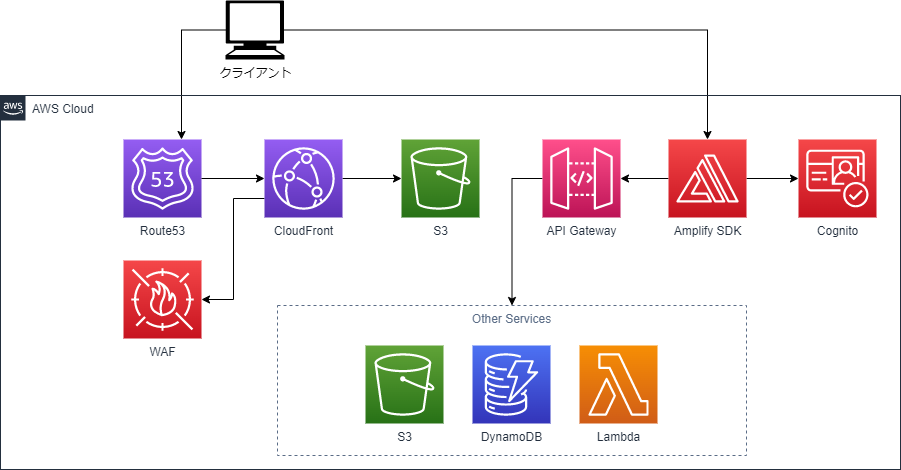 クライアント
aws
AWS Cloud
53
Route53
CloudFront
S3
</>
API Gateway
Amplify SDK
Cognito
WAF
Other Services
S3
DynamoDB
Lambda